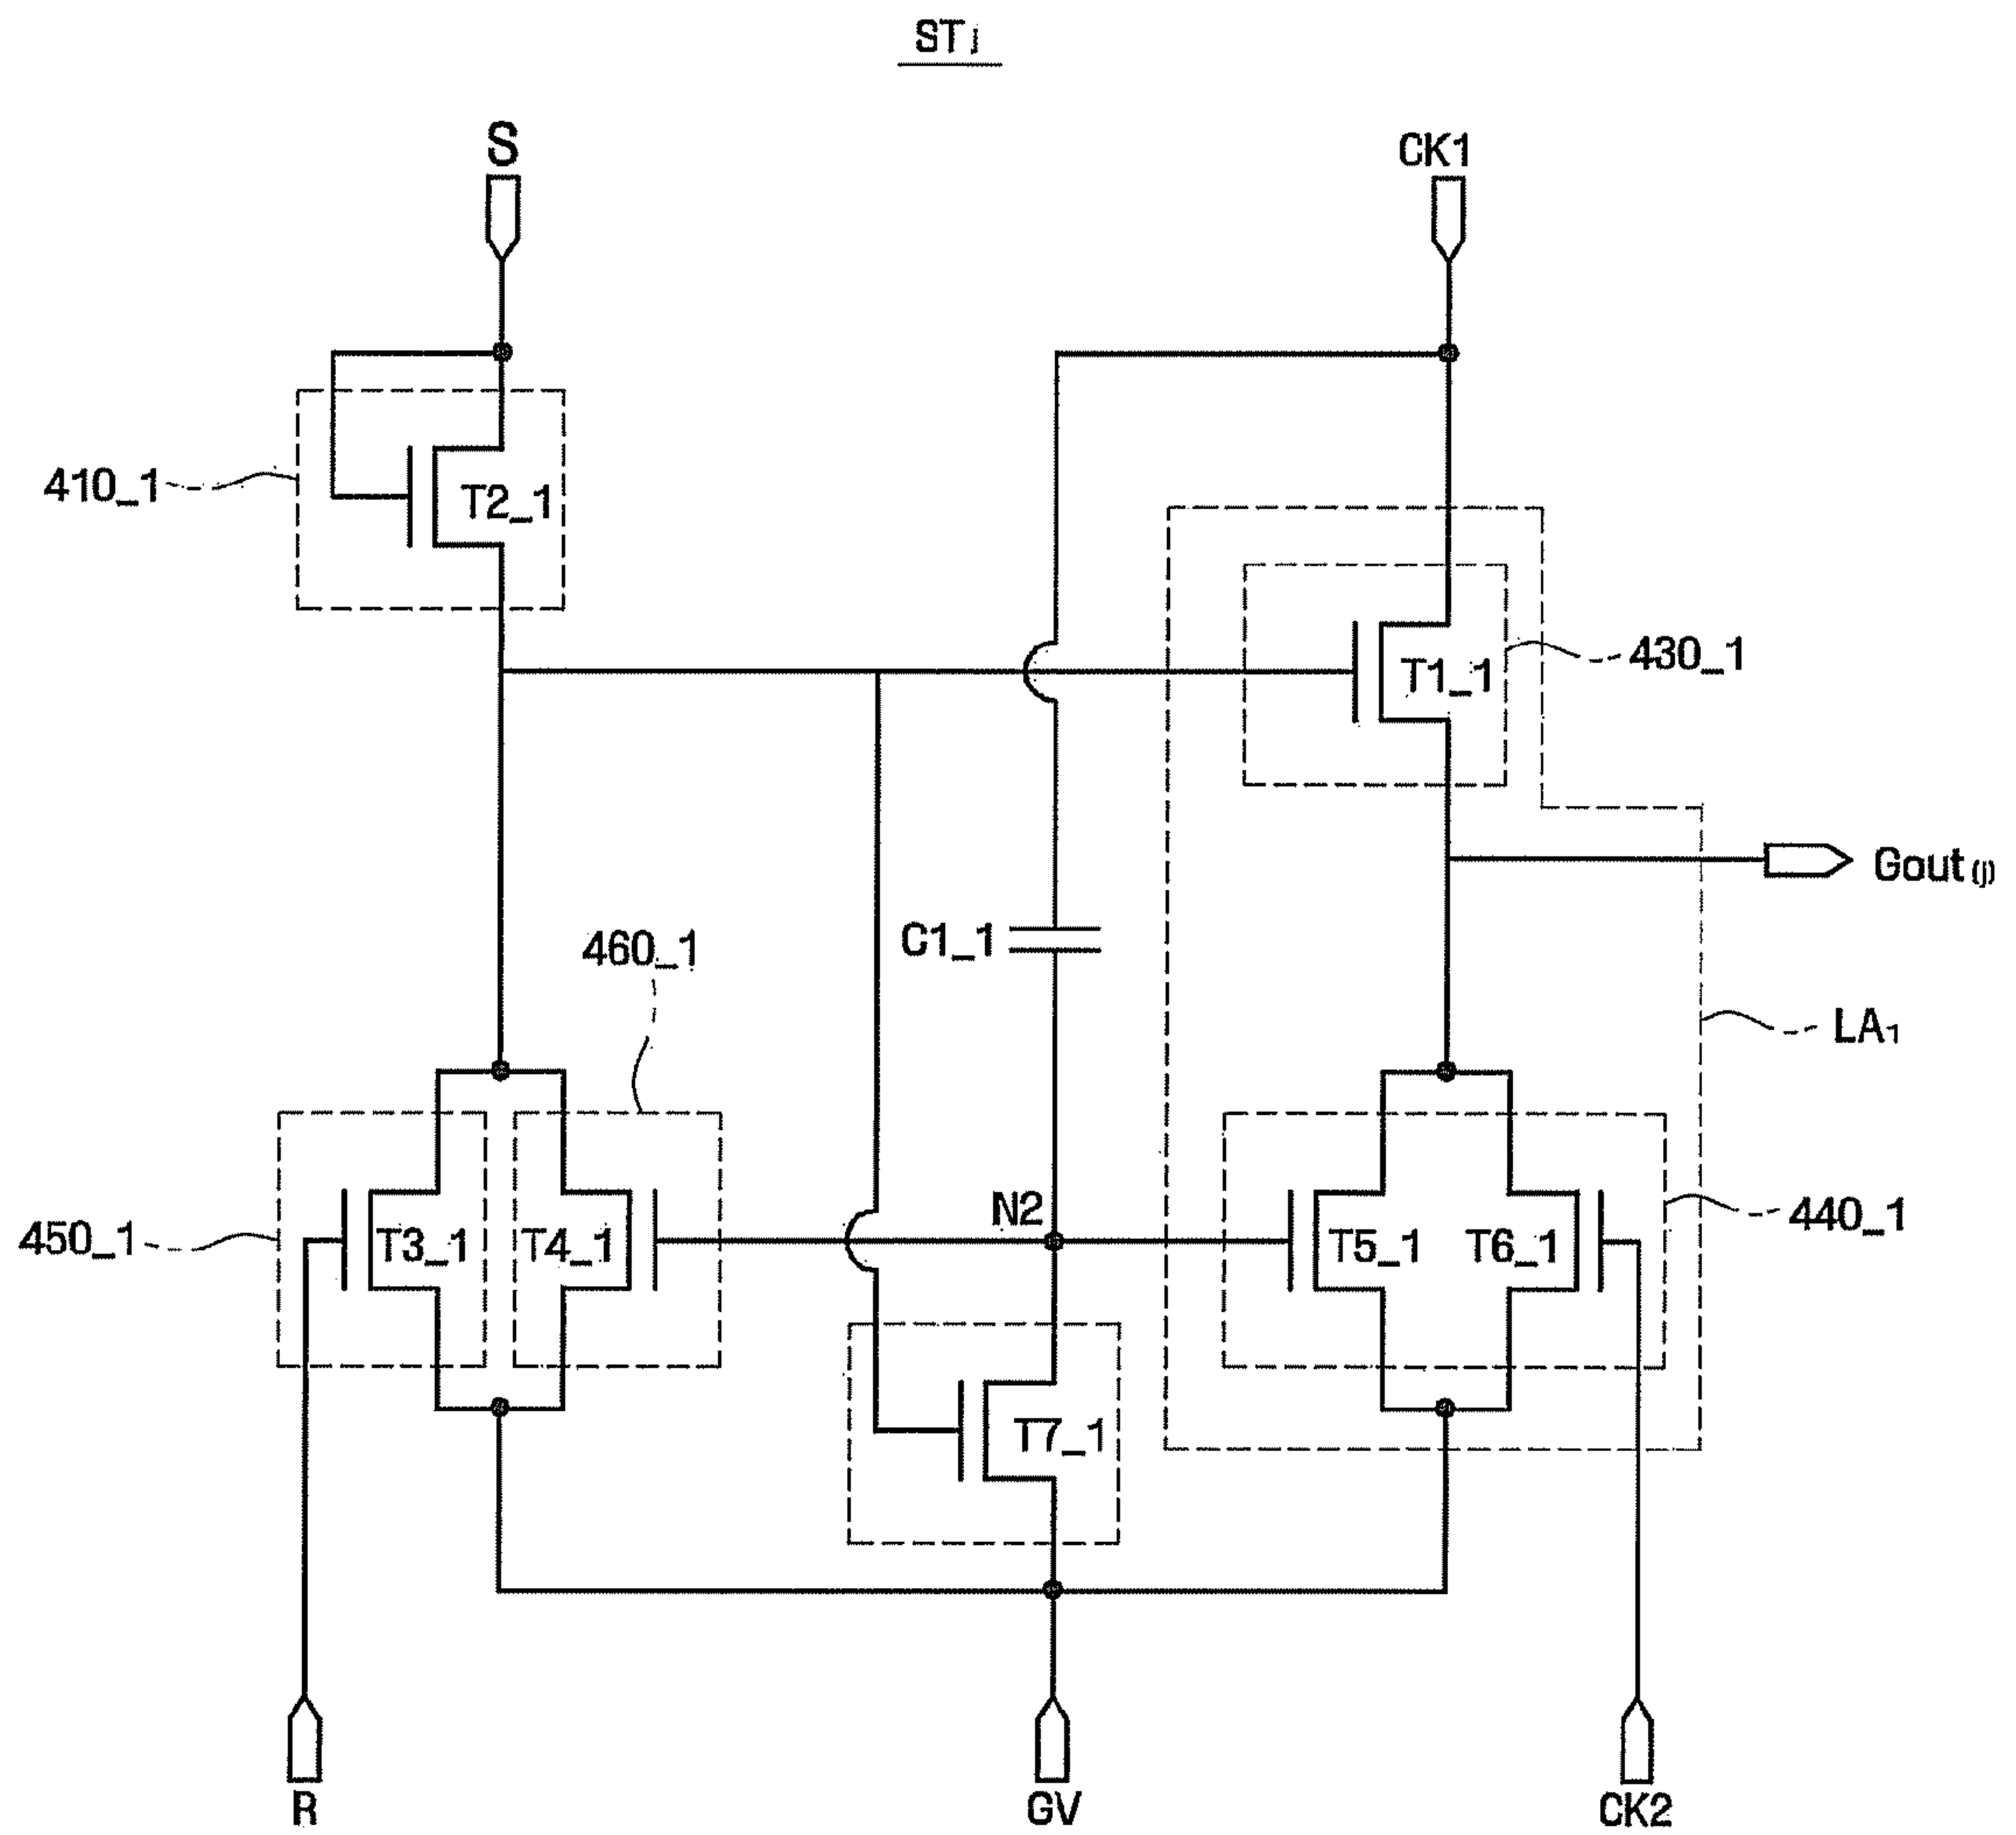 STj
S
CK1
410_1
T2_1
T1_1
430_1
Gout(j)
C1_1
460_1
LA1
N2
450_1
T3_1
T4_1
T5_1
T6_1
440_1
T7_1
R
GV
CK2